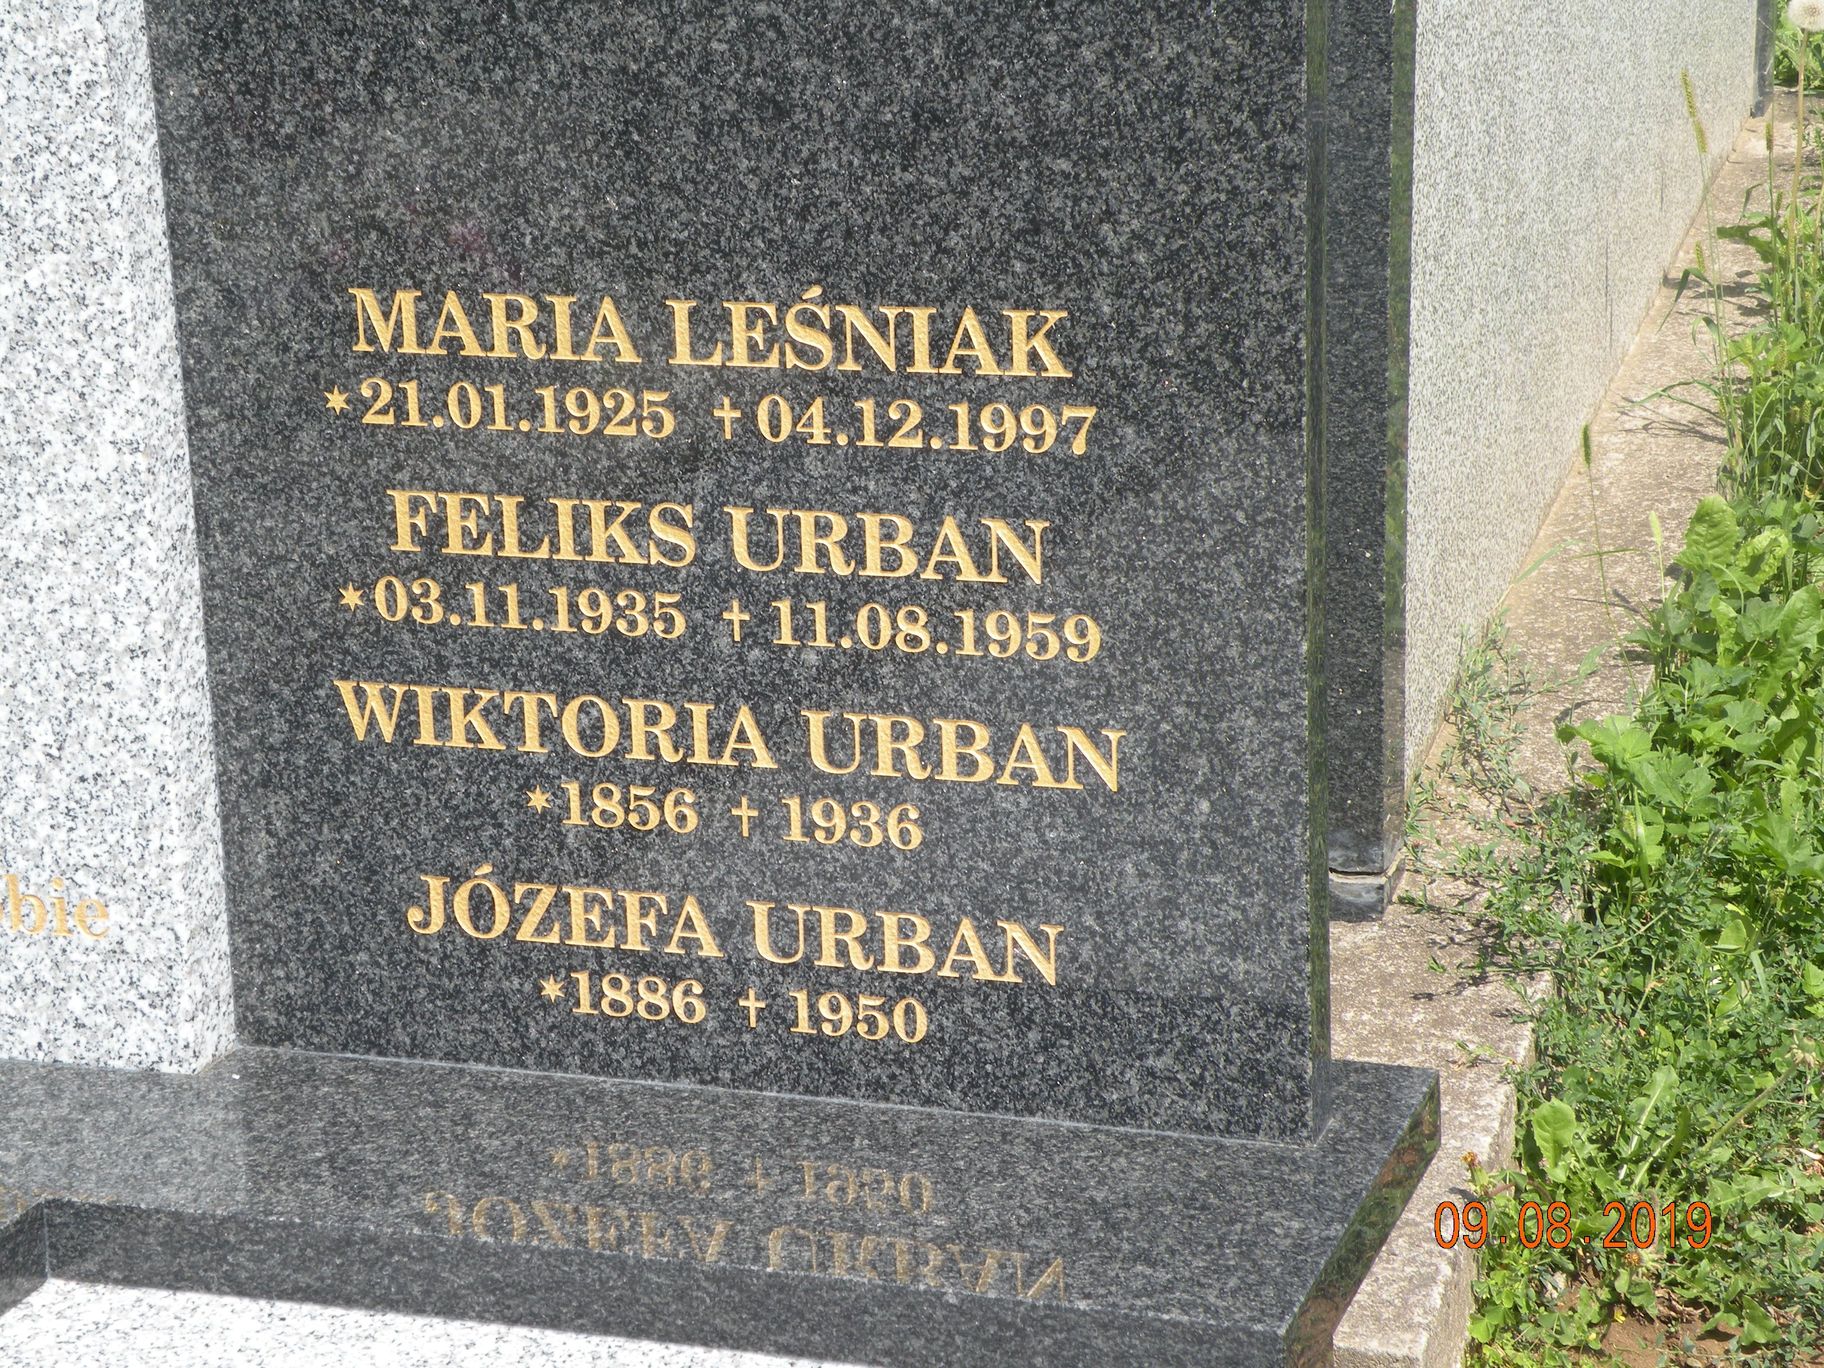 MARIA LEŚNIAK
*21.01.1925 †04.12.1997
FELIKS URBAN
*03.11.1935 †11.08.1959
WIKTORIA URBAN
*1856 †1936
JÓZEFA URBAN
*1886 †1950
09.08.2019